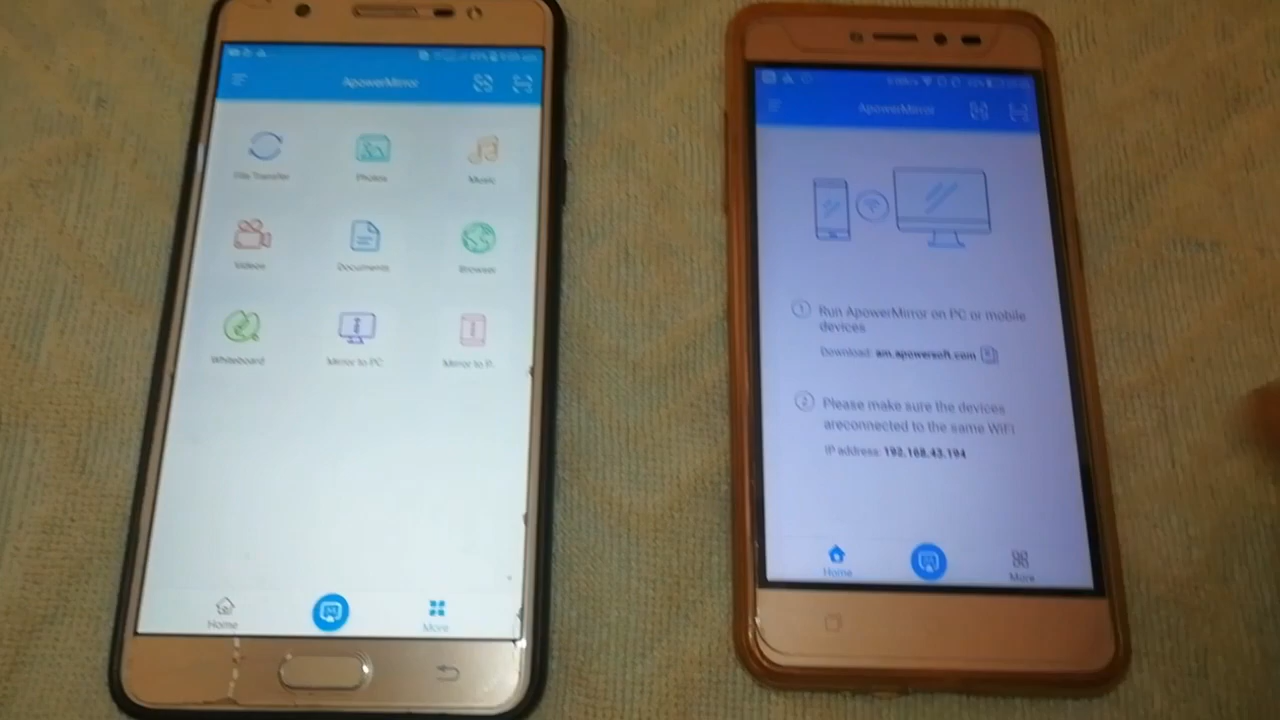 ApowerMirror
File Transfer
Photos
Music
Videos
Documents
Browser
Whiteboard
Mirror to PC
Mirror to P..
Home
More
ApowerMirror
1
Run ApowerMirror on PC or mobile
devices
Download: am.apowersoft.com
2
Please make sure the devices
areconnected to the same WiFi
IP address: 192.168.43.194
Home
More